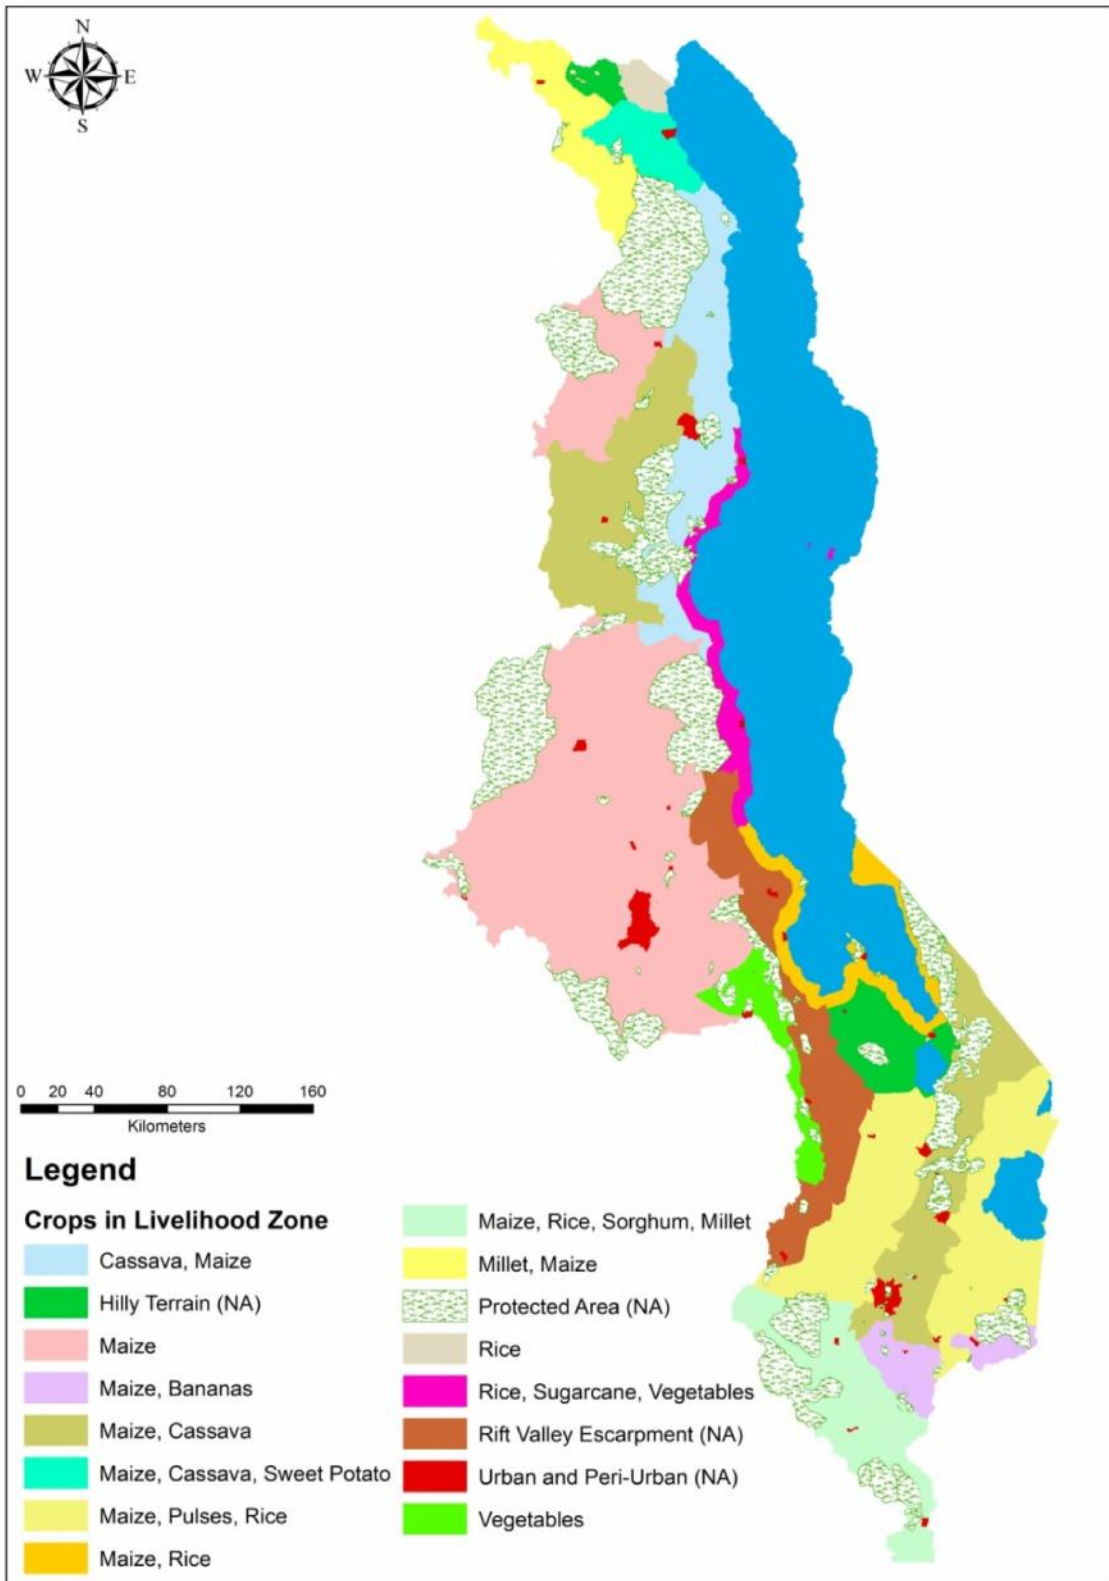 N
W E
S
0 20 40 80 120 160
Kilometers
Legend
Crops in Livelihood Zone
Cassava, Maize
Hilly Terrain (NA)
Maize
Maize, Bananas
Maize, Cassava
Maize, Cassava, Sweet Potato
Maize, Pulses, Rice
Maize, Rice
Maize, Rice, Sorghum, Millet
Millet, Maize
Protected Area (NA)
Rice
Rice, Sugarcane, Vegetables
Rift Valley Escarpment (NA)
Urban and Peri-Urban (NA)
Vegetables